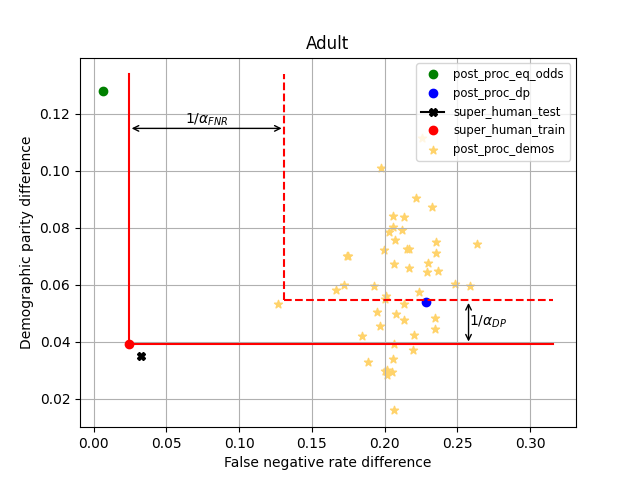 Adult
post_proc_eq_odds
post_proc_dp
super_human_test
super_human_train
post_proc_demos
1/α_FNR
1/α_DP
Demographic parity difference
0.12
0.10
0.08
0.06
0.04
0.02
0.00 0.05 0.10 0.15 0.20 0.25 0.30
False negative rate difference